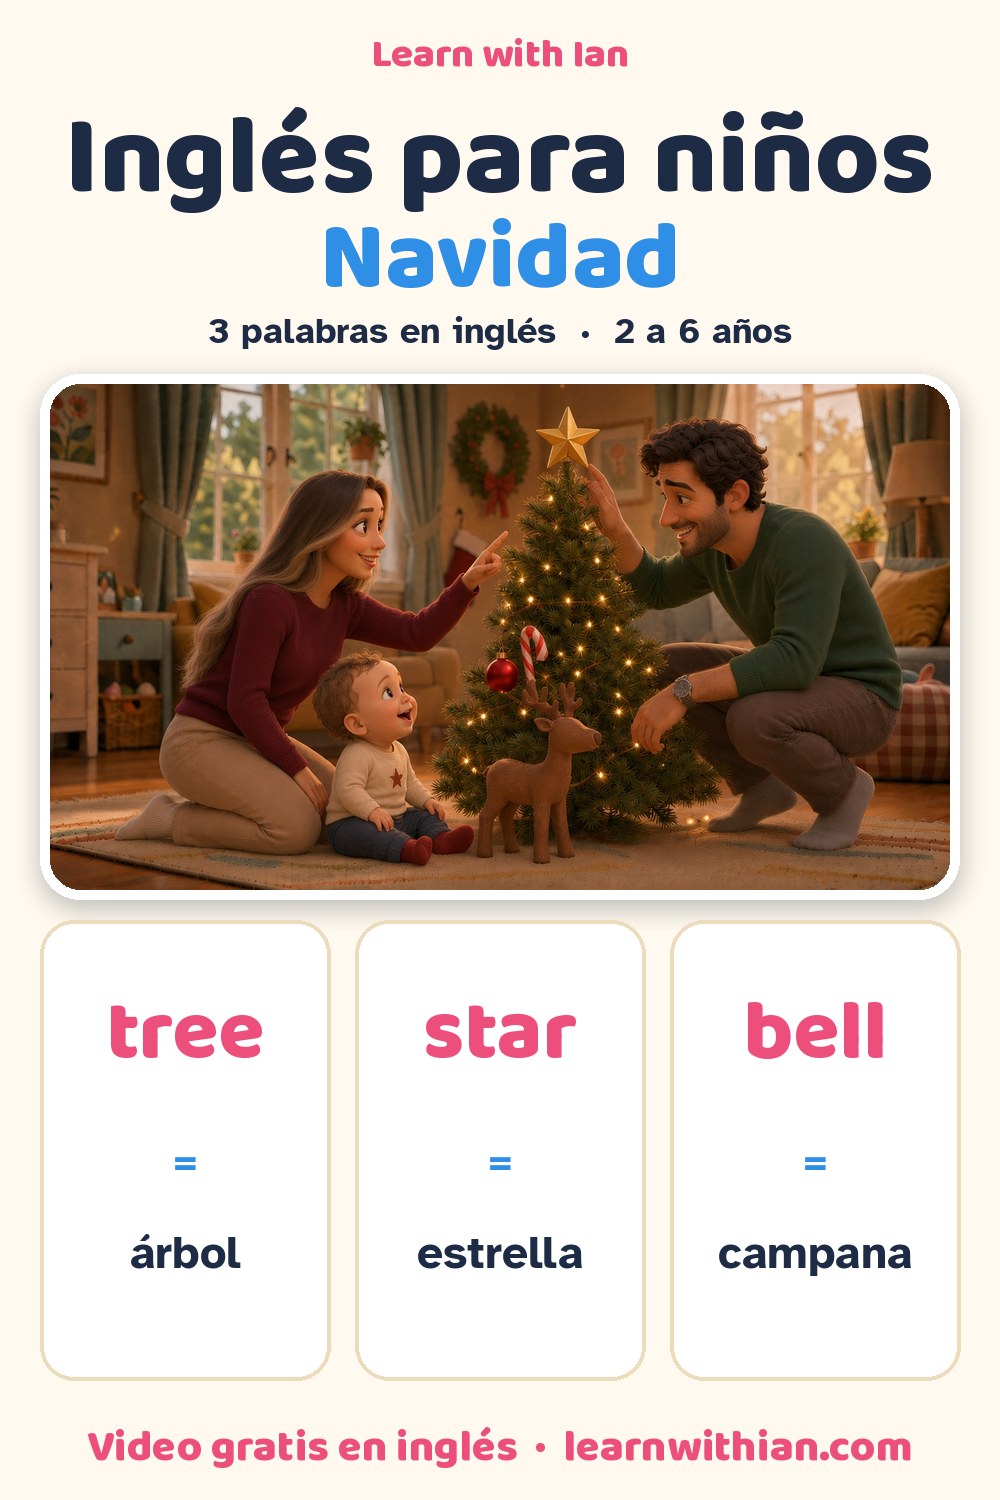 Learn with Ian
Inglés para niños
Navidad
3 palabras en inglés · 2 a 6 años
tree
=
árbol
star
=
estrella
bell
=
campana
Video gratis en inglés · learnwithian.com